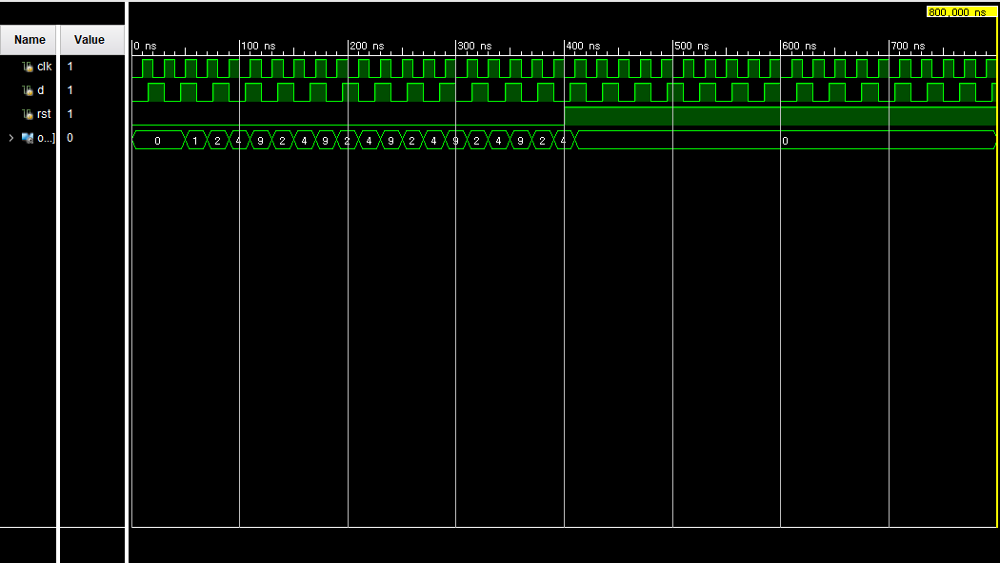 800,000 ns
Name Value
0 ns 100 ns 200 ns 300 ns 400 ns 500 ns 600 ns 700 ns
clk 1
d 1
rst 1
o...] 0 0 1 2 4 9 2 4 9 2 4 9 2 4 9 2 4 9 2 4 0